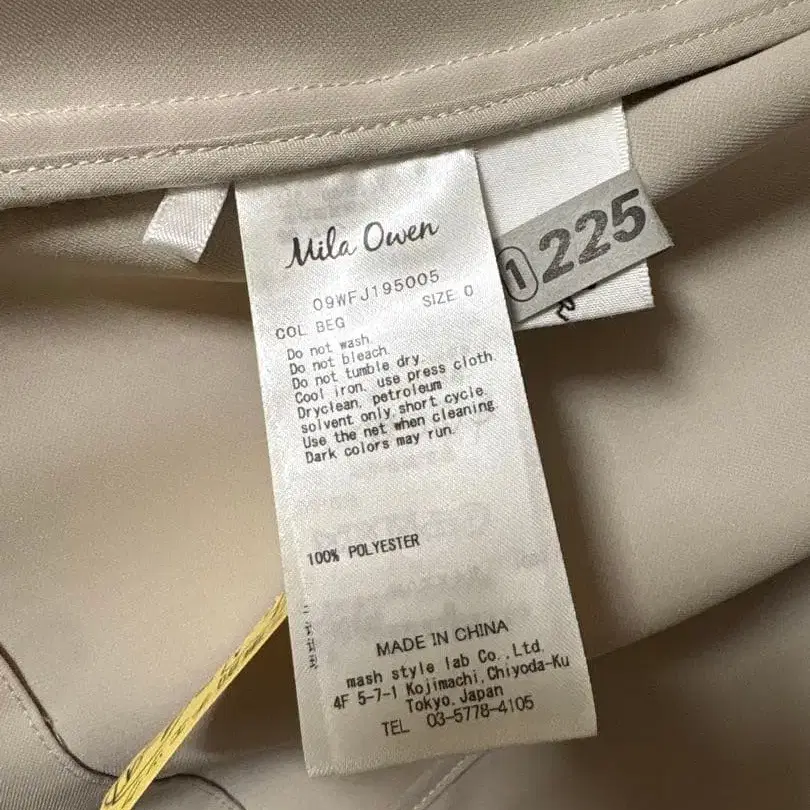 Mila Owen
09WFJ195005
COL BEG SIZE 0
Do not wash.
Do not bleach.
Do not tumble dry.
Cool iron, use press cloth.
Dryclean, petroleum
solvent only, short cycle.
Use the net when cleaning.
Dark colors may run.
100% POLYESTER
MADE IN CHINA
mash style lab Co.,Ltd.
4F 5-7-1 Kojimachi,Chiyoda-Ku
Tokyo.Japan
TEL 03-5778-4105
1 225